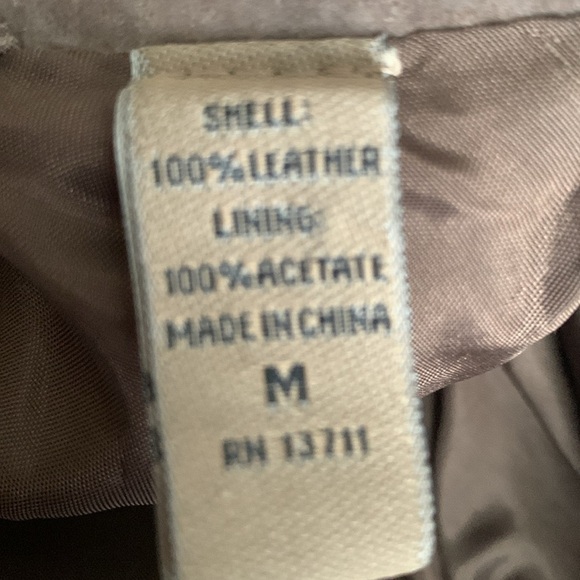 SHELL:
100% LEATHER
LINING:
100% ACETATE
MADE IN CHINA
M
RN 13711